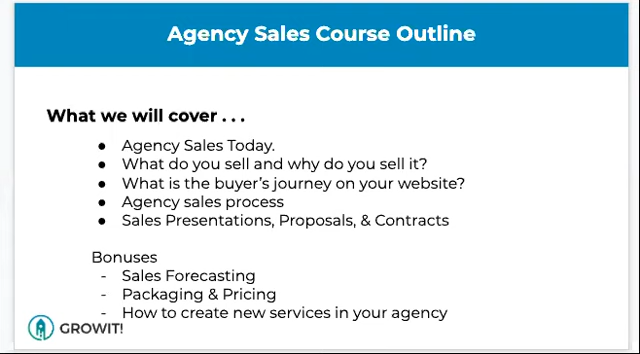 Agency Sales Course Outline
What we will cover . . .
● Agency Sales Today.
● What do you sell and why do you sell it?
● What is the buyer’s journey on your website?
● Agency sales process
● Sales Presentations, Proposals, & Contracts
Bonuses
- Sales Forecasting
- Packaging & Pricing
- How to create new services in your agency
GROWIT!